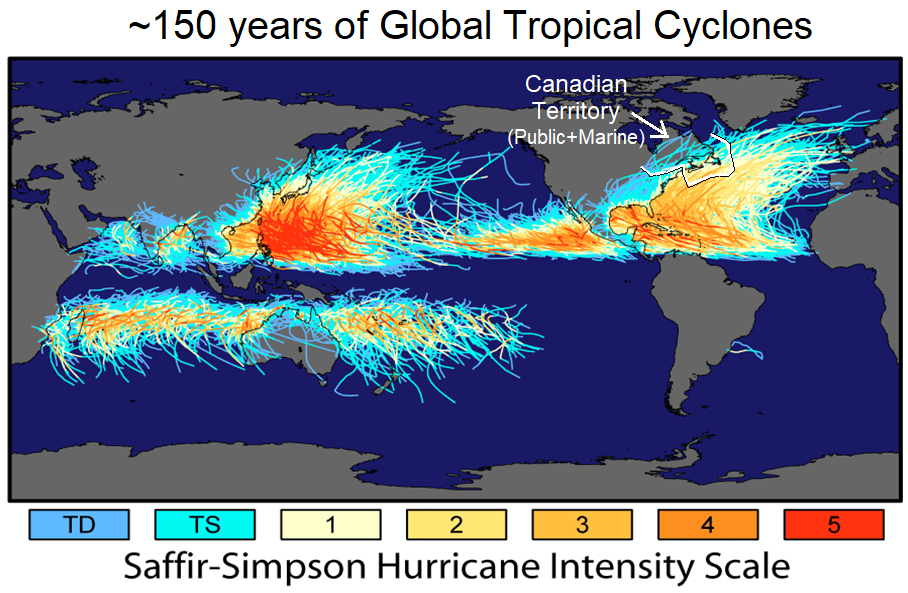 ~150 years of Global Tropical Cyclones
Canadian
Territory
(Public+Marine)
TD TS 1 2 3 4 5
Saffir-Simpson Hurricane Intensity Scale